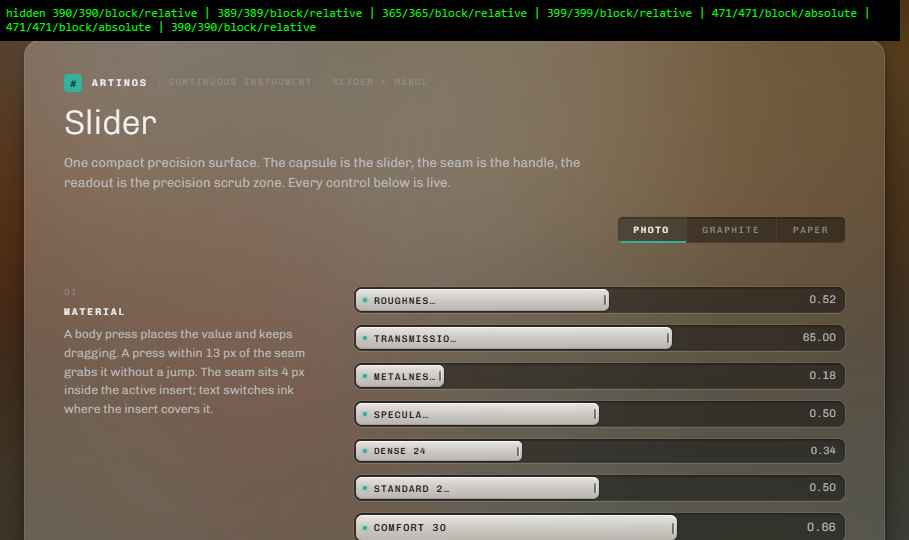 hidden 390/390/block/relative | 389/389/block/relative | 365/365/block/relative | 399/399/block/relative | 471/471/block/absolute |
471/471/block/absolute | 390/390/block/relative
# ARTINOS CONTINUOUS INSTRUMENT SLIDER
Slider
One compact precision surface. The capsule is the slider, the seam is the handle, the
readout is the precision scrub zone. Every control below is live.
PHOTO GRAPHITE PAPER
01
MATERIAL
A body press places the value and keeps
dragging. A press within 13 px of the seam
grabs it without a jump. The seam sits 4 px
inside the active insert; text switches ink
where the insert covers it.
ROUGHNES… 0.52
TRANSMISSIO… 65.00
METALNES… 0.18
SPECULA… 0.50
DENSE 24 0.34
STANDARD 2… 0.50
COMFORT 30 0.66